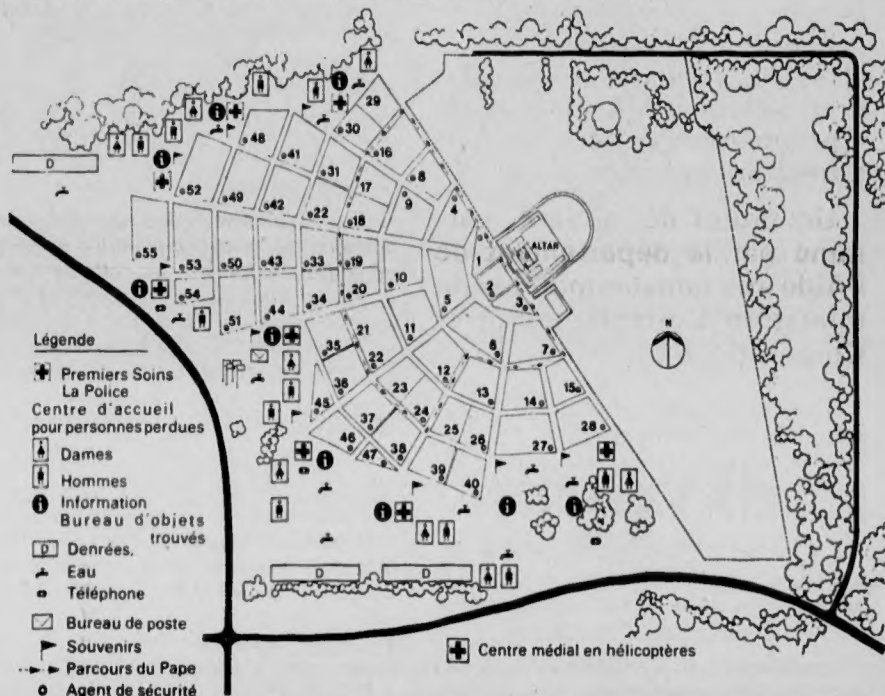 29
30
48 41 16
D
31 17 8
52 49 42 22 18 9 4
ALTAR
55 53 50 43 33 19 10
54 51 44 34 20 5 3
35 21 11 6 7
Légende
22 12
Premiers Soins
La Police
Centre d'accueil
pour personnes perdues
Dames
Hommes
Information
Bureau d'objets
trouvés
Denrées.
Eau
Téléphone
Bureau de poste
Souvenirs
Parcours du Pape
Agent de sécurité
36 23 13 14 15
45 37 24 25 26 27 28
46 47 38 39 40
N
D D
D
Centre médial en hélicoptères